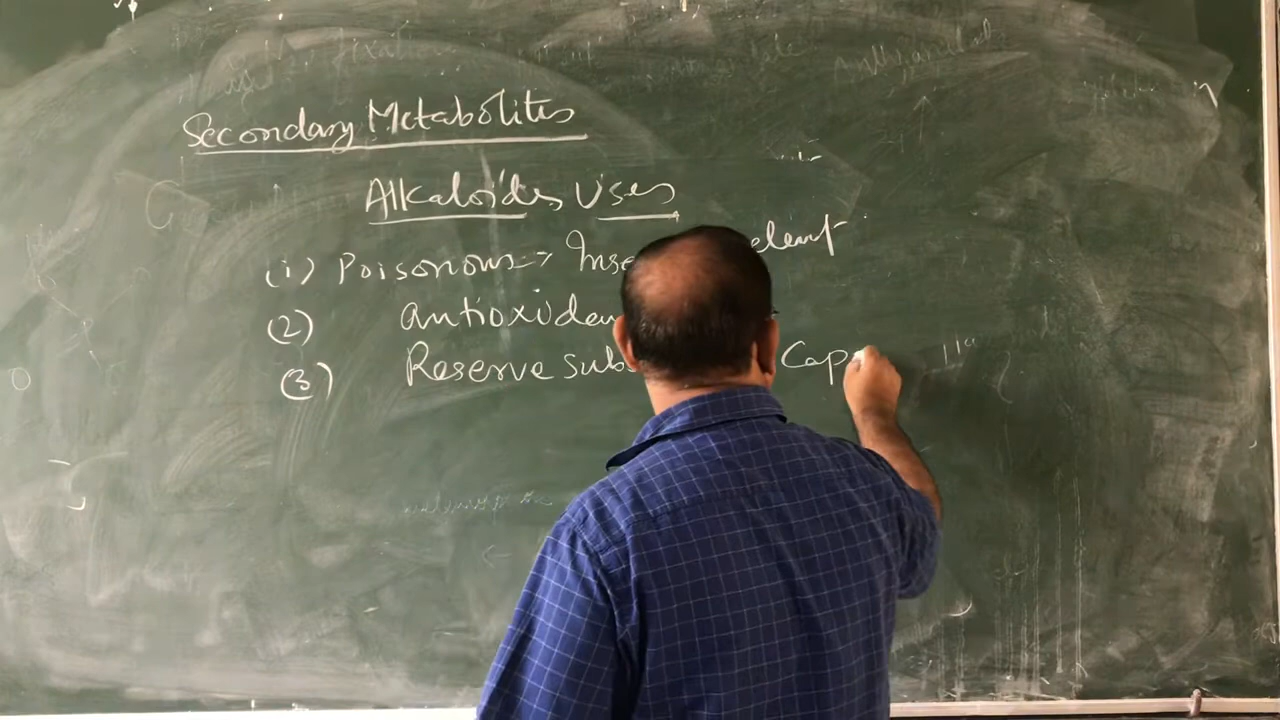 Secondary Metabolites
Alkaloides Uses
(1) Poisonous => Inse elent
(2) antioxiden
(3) Reserve sub Cap